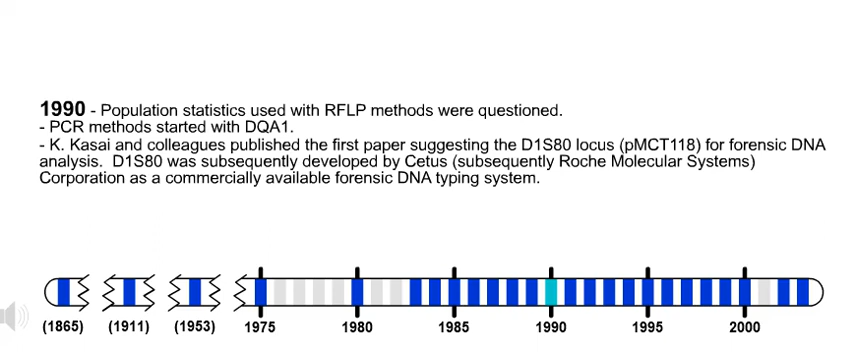 1990 - Population statistics used with RFLP methods were questioned.
- PCR methods started with DQA1.
- K. Kasai and colleagues published the first paper suggesting the D1S80 locus (pMCT118) for forensic DNA
analysis.  D1S80 was subsequently developed by Cetus (subsequently Roche Molecular Systems)
Corporation as a commercially available forensic DNA typing system.
(1865) (1911) (1953) 1975 1980 1985 1990 1995 2000